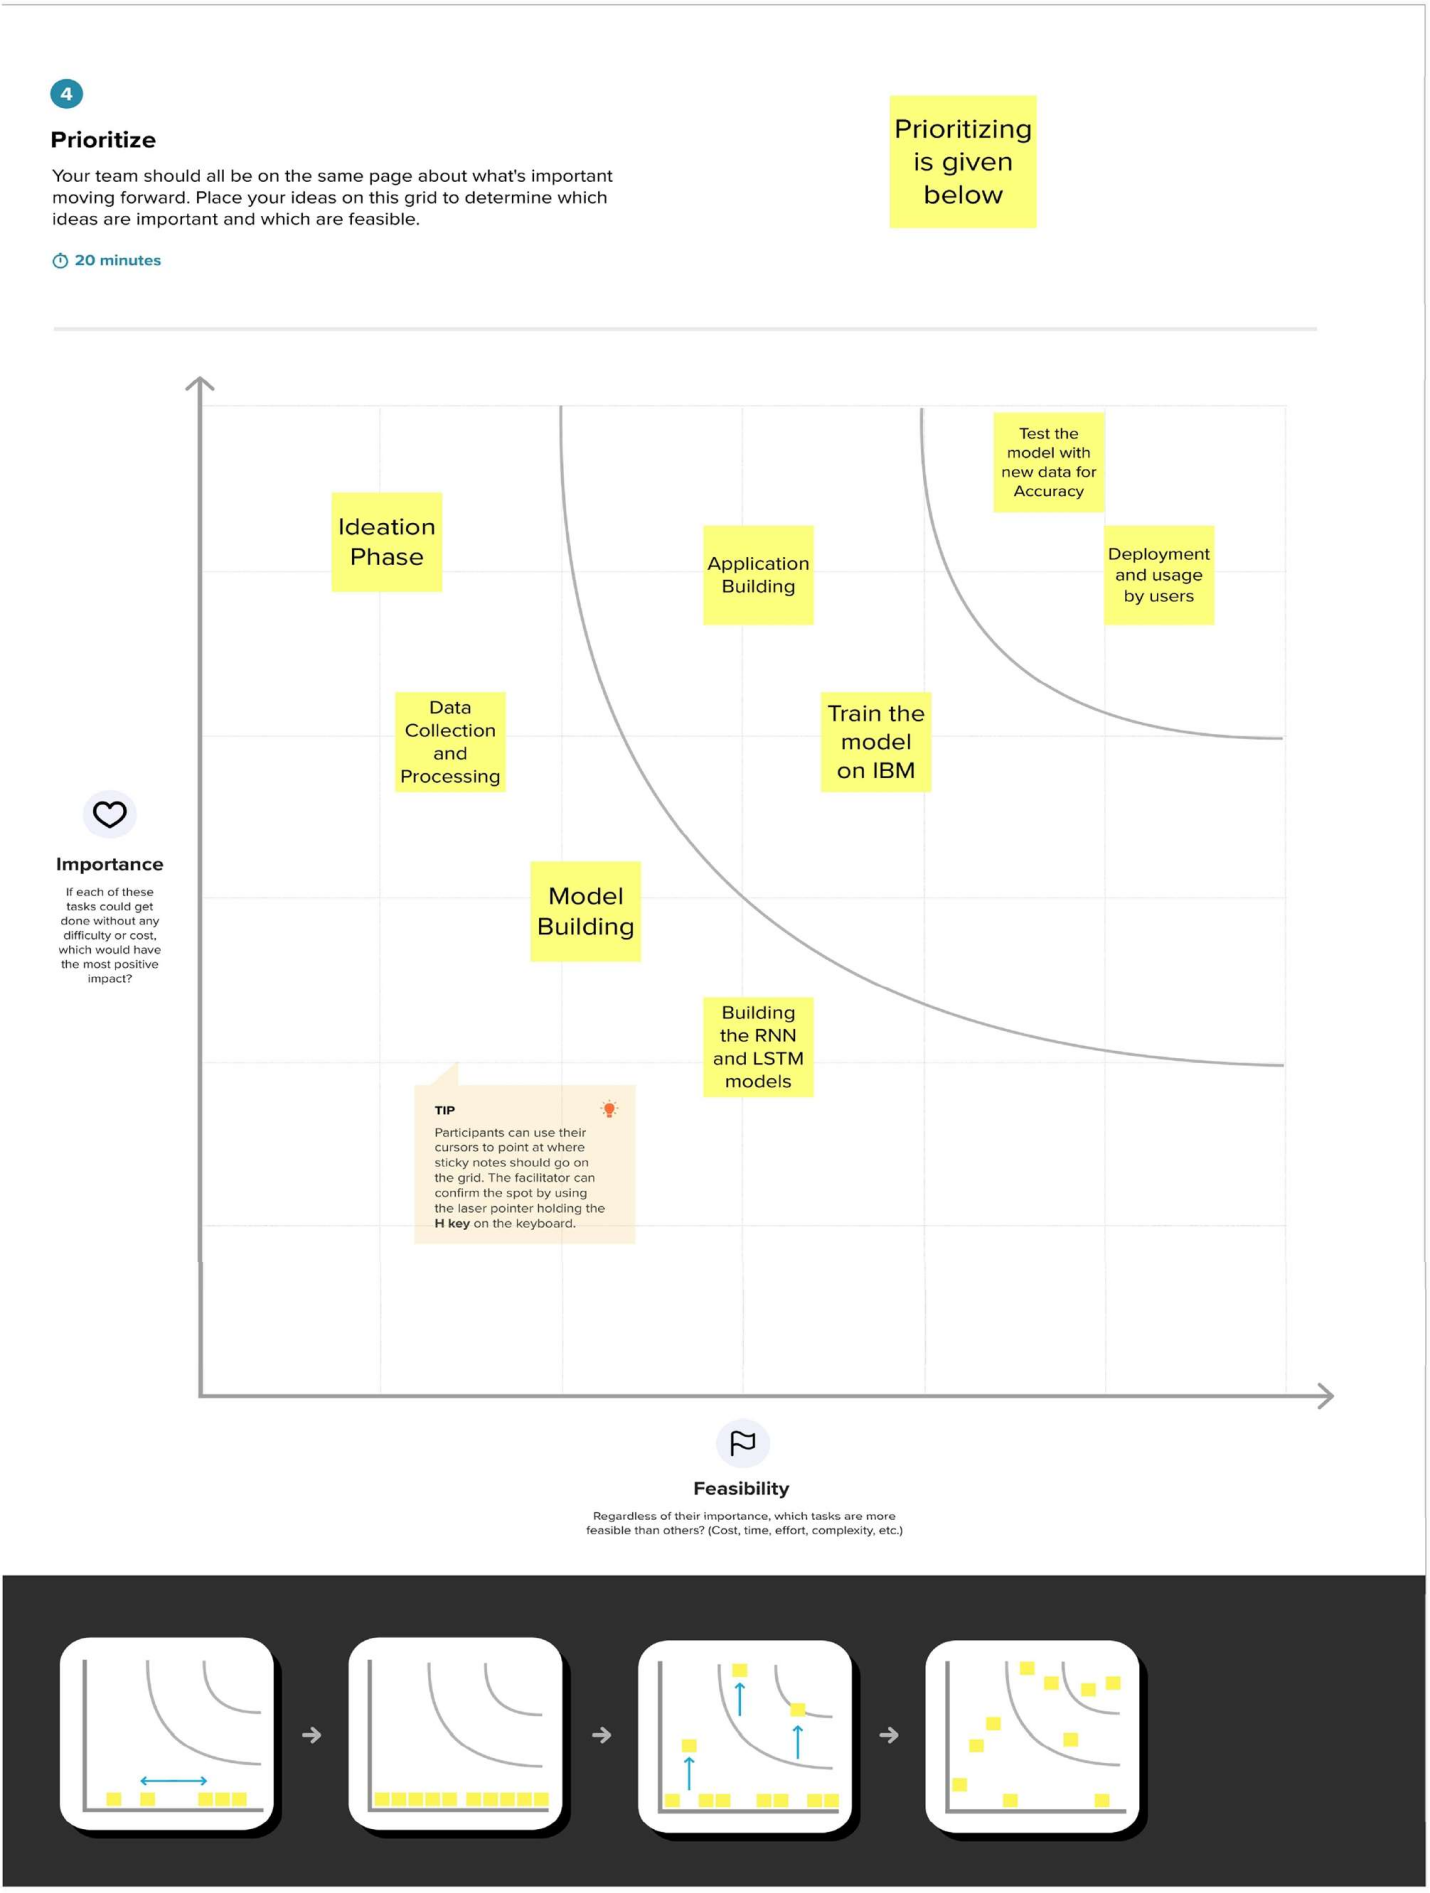 4
Prioritize
Your team should all be on the same page about what's important
moving forward. Place your ideas on this grid to determine which
ideas are important and which are feasible.
20 minutes
Prioritizing
is given
below
Test the
model with
new data for
Accuracy
Ideation
Phase
Application
Building
Deployment
and usage
by users
Data
Collection
and
Processing
Train the
model
on IBM
Importance
If each of these
tasks could get
done without any
difficulty or cost,
which would have
the most positive
impact?
Model
Building
Building
the RNN
and LSTM
models
TIP
Participants can use their
cursors to point at where
sticky notes should go on
the grid. The facilitator can
confirm the spot by using
the laser pointer holding the
H key on the keyboard.
Feasibility
Regardless of their importance, which tasks are more
feasible than others? (Cost, time, effort, complexity, etc.)